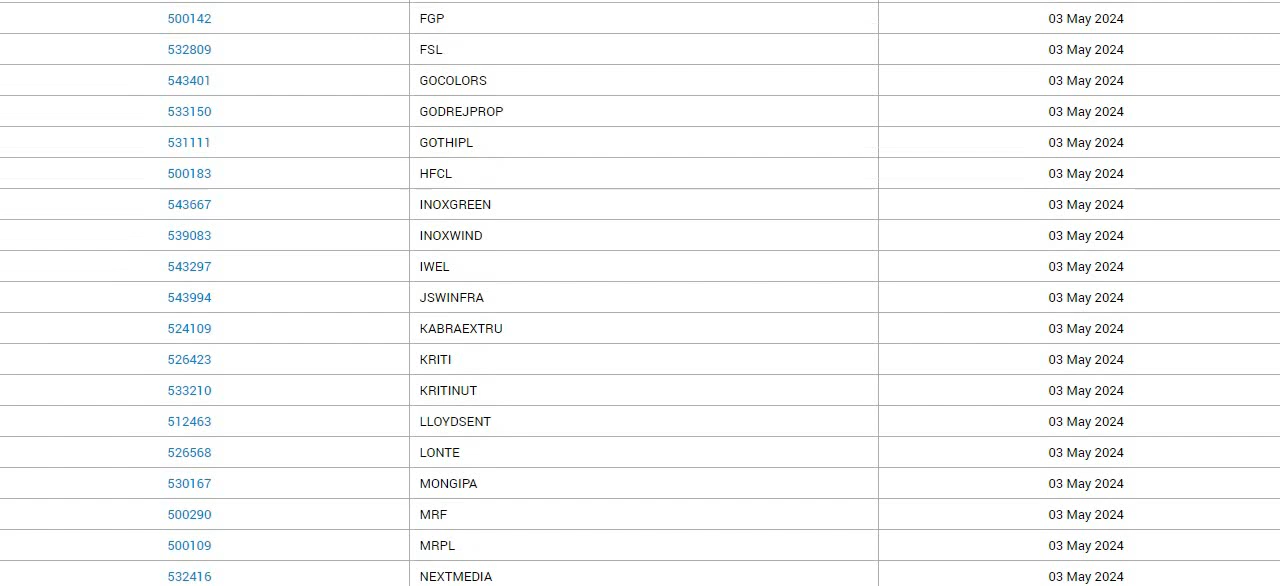 500142 FGP 03 May 2024
532809 FSL 03 May 2024
543401 GOCOLORS 03 May 2024
533150 GODREJPROP 03 May 2024
531111 GOTHIPL 03 May 2024
500183 HFCL 03 May 2024
543667 INOXGREEN 03 May 2024
539083 INOXWIND 03 May 2024
543297 IWEL 03 May 2024
543994 JSWINFRA 03 May 2024
524109 KABRAEXTRU 03 May 2024
526423 KRITI 03 May 2024
533210 KRITINUT 03 May 2024
512463 LLOYDSENT 03 May 2024
526568 LONTE 03 May 2024
530167 MONGIPA 03 May 2024
500290 MRF 03 May 2024
500109 MRPL 03 May 2024
532416 NEXTMEDIA 03 May 2024